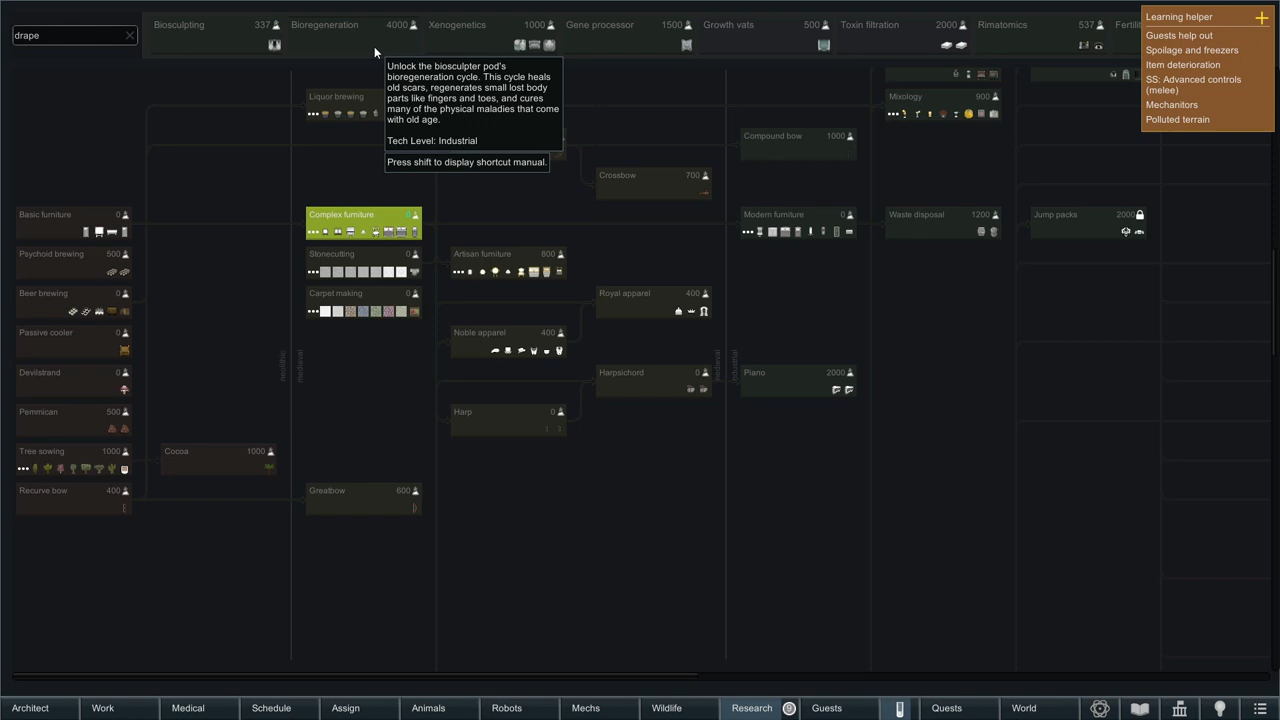 drape
Biosculpting 337
Bioregeneration 4000
Xenogenetics 1000
Gene processor 1500
Growth vats 500
Toxin filtration 2000
Rimatomics 537
Fertili
Learning helper
Guests help out
Spoilage and freezers
Item deterioration
SS: Advanced controls
(melee)
Mechanitors
Polluted terrain
Unlock the biosculpter pod's
bioregeneration cycle. This cycle heals
old scars, regenerates small lost body
parts like fingers and toes, and cures
many of the physical maladies that come
with old age.
Tech Level: Industrial
Press shift to display shortcut manual.
Liquor brewing
Mixology 900
Compound bow 1000
Crossbow 700
Basic furniture 0
Complex furniture 0
Modern furniture 0
Waste disposal 1200
Jump packs 2000
Psychoid brewing 500
Stonecutting 0
Artisan furniture 800
Beer brewing 0
Carpet making 0
Royal apparel 400
Passive cooler 0
Noble apparel 400
neolithic
medieval
medieval
industrial
Devilstrand 0
Harpsichord 0
Piano 2000
Pemmican 500
Harp 0
Tree sowing 1000
Cocoa 1000
Recurve bow 400
Greatbow 600
Architect
Work
Medical
Schedule
Assign
Animals
Robots
Mechs
Wildlife
Research
Guests
Quests
World